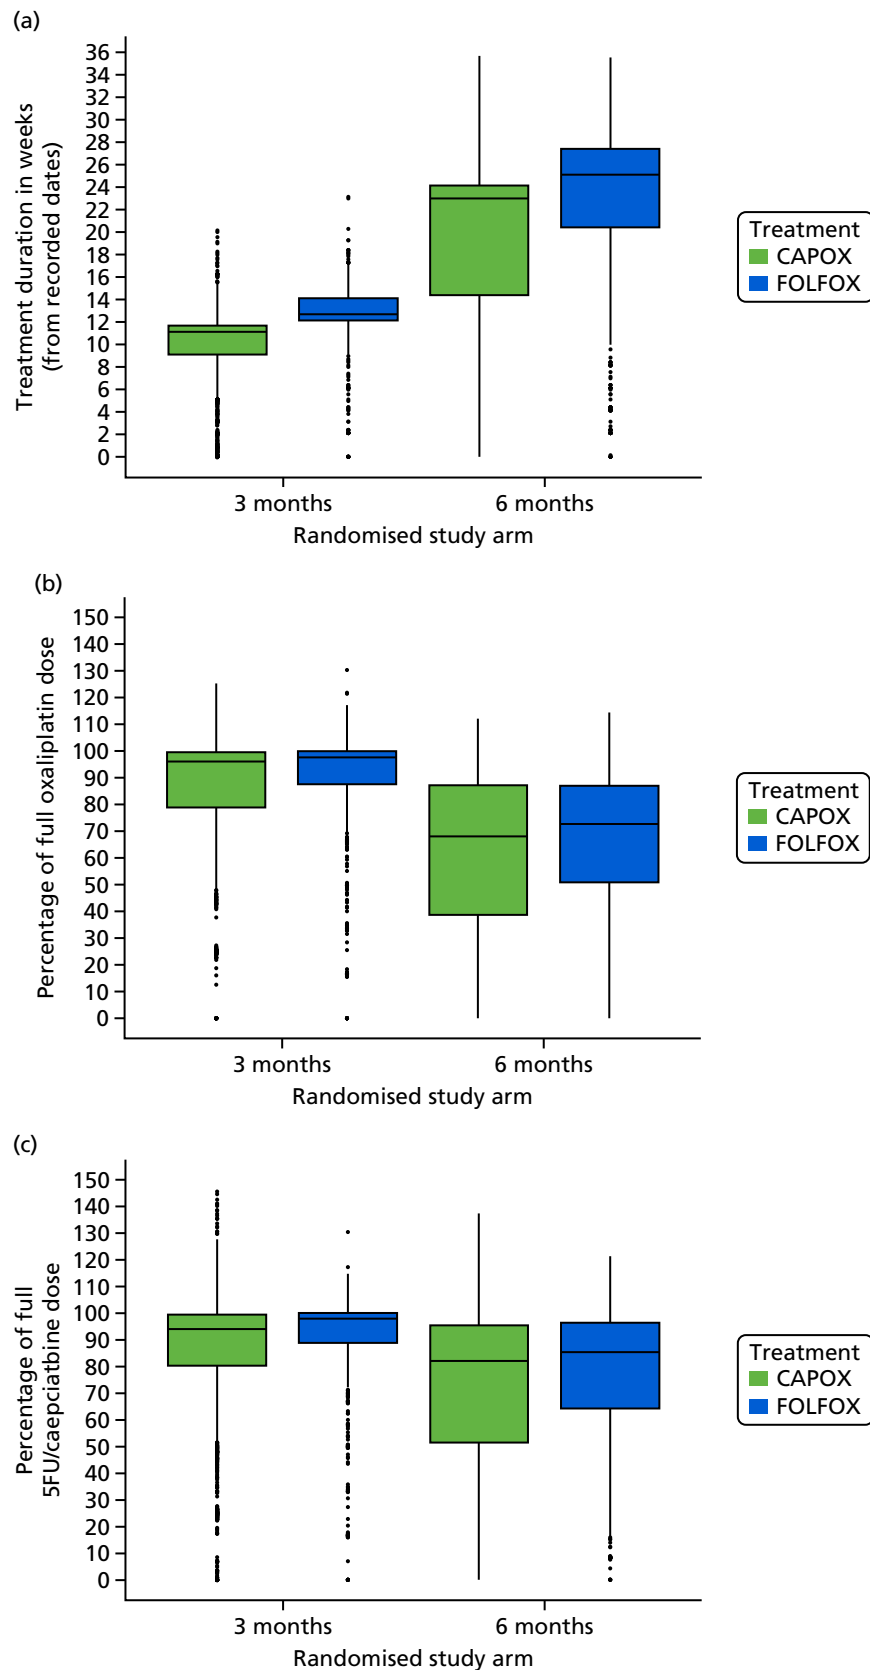 (a)
Treatment duration in weeks
(from recorded dates)
36
34
32
30
28
26
24
22
20
18
16
14
12
10
8
6
4
2
0
3 months
6 months
Randomised study arm
Treatment
CAPOX
FOLFOX
(b)
Percentage of full oxaliplatin dose
150
140
130
120
110
100
90
80
70
60
50
40
30
20
10
0
3 months
6 months
Randomised study arm
Treatment
CAPOX
FOLFOX
(c)
Percentage of full
5FU/caepciatbine dose
150
140
130
120
110
100
90
80
70
60
50
40
30
20
10
0
3 months
6 months
Randomised study arm
Treatment
CAPOX
FOLFOX